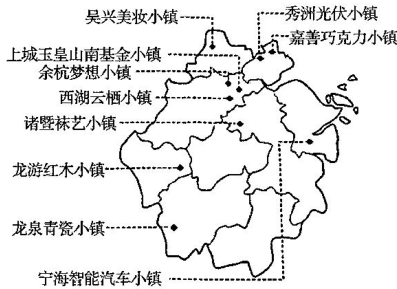 吴兴美妆小镇
秀洲光伏小镇
嘉善巧克力小镇
上城玉皇山南基金小镇
余杭梦想小镇
西湖云栖小镇
诸暨袜艺小镇
龙游红木小镇
龙泉青瓷小镇
宁海智能汽车小镇